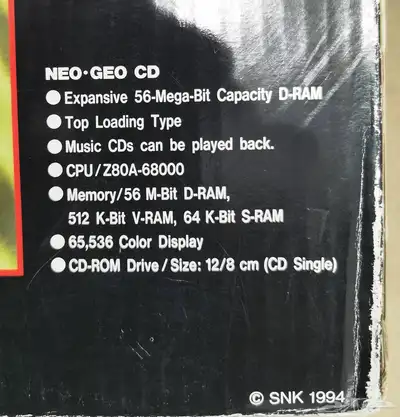 NEO·GEO CD
● Expansive 56-Mega-Bit Capacity D-RAM
● Top Loading Type
● Music CDs can be played back.
● CPU/Z80A-68000
● Memory/56 M-Bit D-RAM,
512 K-Bit V-RAM, 64 K-Bit S-RAM
● 65,536 Color Display
● CD-ROM Drive/Size: 12/8 cm (CD Single)
© SNK 1994